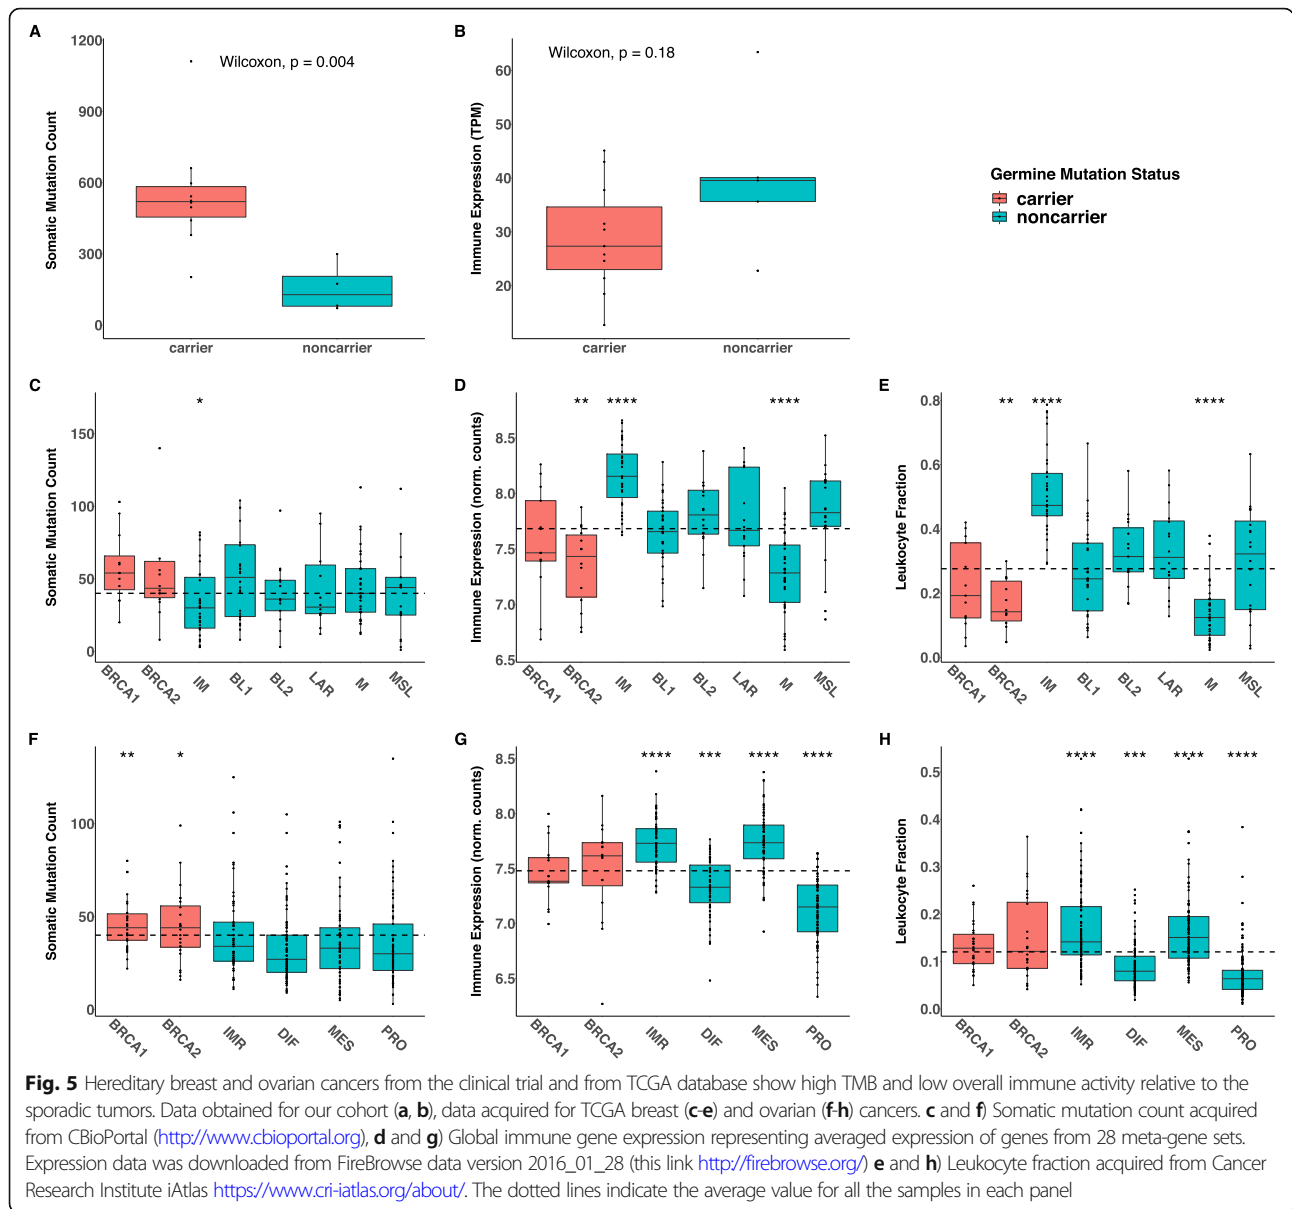 A
Somatic Mutation Count
1200
900
600
300
0
Wilcoxon, p = 0.004
carrier noncarrier
B
Immune Expression (TPM)
60
50
40
30
20
Wilcoxon, p = 0.18
carrier noncarrier
Germine Mutation Status
carrier
noncarrier
C
Somatic Mutation Count
150
100
50
0
*
BRCA1 BRCA2 IM BL1 BL2 LAR M MSL
D
Immune Expression (norm. counts)
8.5
8.0
7.5
7.0
6.5
** **** ****
BRCA1 BRCA2 IM BL1 BL2 LAR M MSL
E
Leukocyte Fraction
0.8
0.6
0.4
0.2
0.0
** **** ****
BRCA1 BRCA2 IM BL1 BL2 LAR M MSL
F
Somatic Mutation Count
100
50
0
** *
BRCA1 BRCA2 IMR DIF MES PRO
G
Immune Expression (norm. counts)
8.5
8.0
7.5
7.0
6.5
**** *** **** ****
BRCA1 BRCA2 IMR DIF MES PRO
H
Leukocyte Fraction
0.5
0.4
0.3
0.2
0.1
0.0
**** *** **** ****
BRCA1 BRCA2 IMR DIF MES PRO
Fig. 5 Hereditary breast and ovarian cancers from the clinical trial and from TCGA database show high TMB and low overall immune activity relative to the
sporadic tumors. Data obtained for our cohort (a, b), data acquired for TCGA breast (c-e) and ovarian (f-h) cancers. c and f) Somatic mutation count acquired
from CBioPortal (http://www.cbioportal.org), d and g) Global immune gene expression representing averaged expression of genes from 28 meta-gene sets.
Expression data was downloaded from FireBrowse data version 2016_01_28 (this link http://firebrowse.org/) e and h) Leukocyte fraction acquired from Cancer
Research Institute iAtlas https://www.cri-iatlas.org/about/. The dotted lines indicate the average value for all the samples in each panel